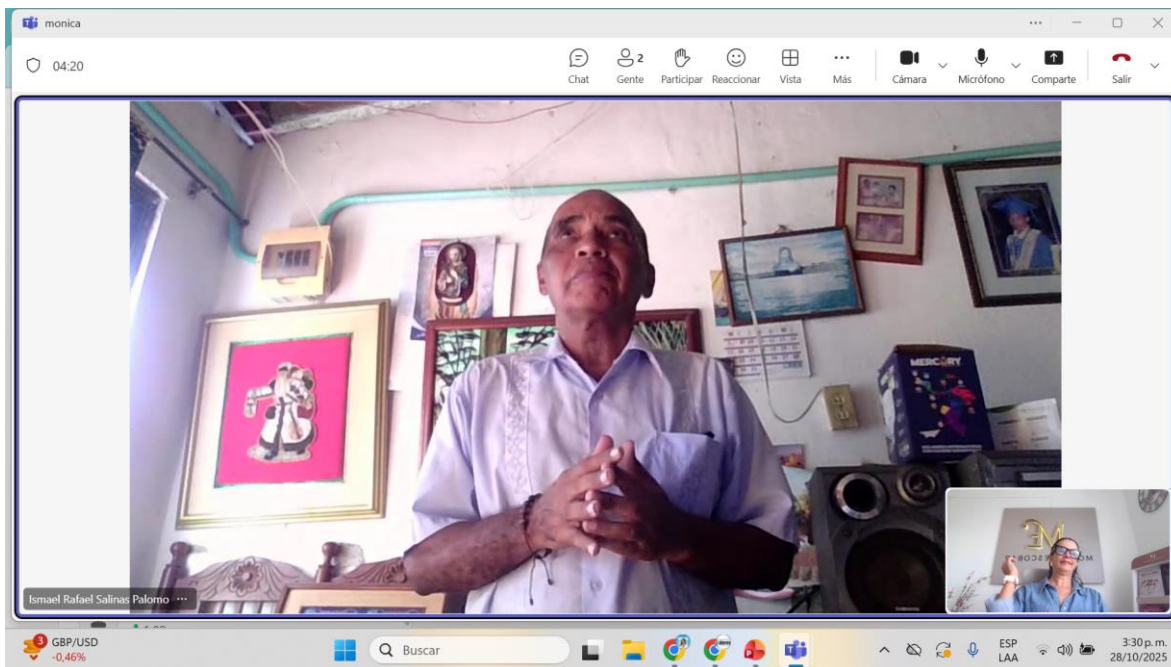 monica
04:20
Chat
2
Gente
Participar
Reaccionar
Vista
Más
Cámara
Micrófono
Comparte
Salir
MERCURY
Ismael Rafael Salinas Palomo
3
GBP/USD
-0,46%
Buscar
ESP
LAA
3:30 p. m.
28/10/2025